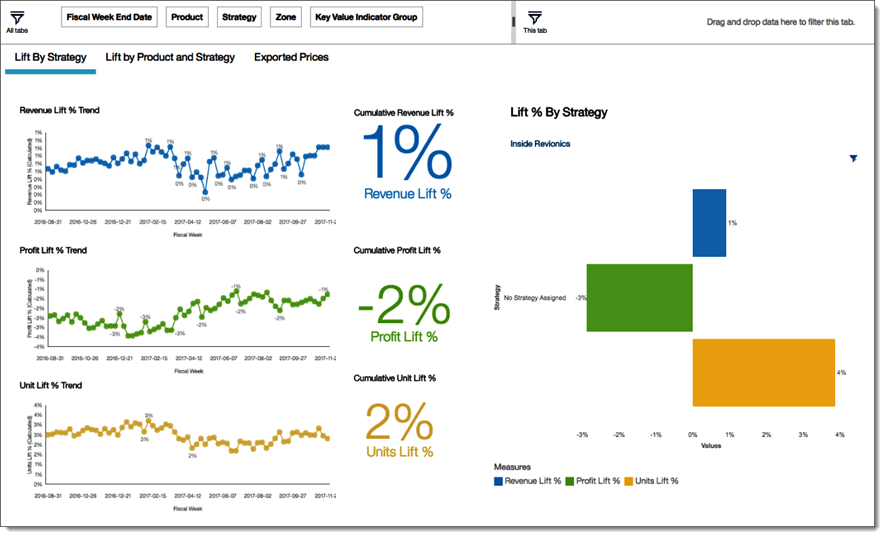 Fiscal Week End Date
Product
Strategy
Zone
Key Value Indicator Group
All tabs
This tab
Drag and drop data here to filter this tab.
Lift By Strategy
Lift by Product and Strategy
Exported Prices
Revenue Lift % Trend
Revenue Lift % (Calculated)
1%
1%
1%
1%
1%
0%
0%
0%
0%
0%
0%
1%
1%
1%
1%
1%
1%
1%
0%
0%
0%
0%
0%
0%
0%
0%
2016-08-31 2016-10-26 2016-12-21 2017-02-15 2017-04-12 2017-06-07 2017-08-02 2017-09-27 2017-11-2
Fiscal Week
Cumulative Revenue Lift %
1%
Revenue Lift %
Profit Lift % Trend
Profit Lift % (Calculated)
0%
-1%
-1%
-2%
-2%
-3%
-3%
-4%
-4%
-2%
-3%
-2%
-3%
-3%
-2%
-1%
-2%
-1%
2016-08-31 2016-10-26 2016-12-21 2017-02-15 2017-04-12 2017-06-07 2017-08-02 2017-09-27 2017-11-2
Fiscal Week
Cumulative Profit Lift %
-2%
Profit Lift %
Unit Lift % Trend
Units Lift % (Calculated)
4%
4%
3%
3%
2%
2%
1%
1%
0%
3%
3%
2%
2016-08-31 2016-10-26 2016-12-21 2017-02-15 2017-04-12 2017-06-07 2017-08-02 2017-09-27 2017-11-2
Fiscal Week
Cumulative Unit Lift %
2%
Units Lift %
Lift % By Strategy
Inside Revionics
Strategy
No Strategy Assigned
1%
-3%
4%
-3% -2% -1% 0% 1% 2% 3% 4%
Values
Measures
Revenue Lift % Profit Lift % Units Lift %